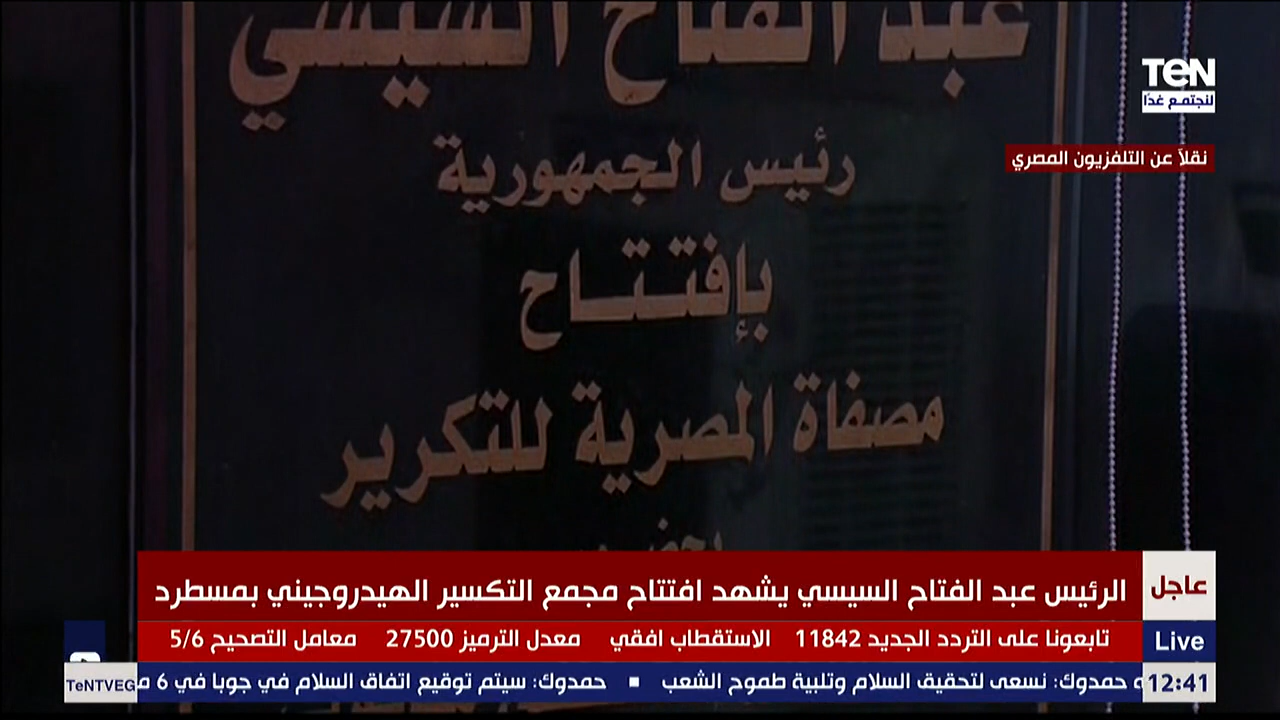 عبد الفتاح السيسي
TeN
لنجتمع غدًا
رئيس الجمهورية
نقلاً عن التلفزيون المصري
بإفتتاح
مصفاة المصرية للتكرير
عاجل
الرئيس عبد الفتاح السيسي يشهد افتتاح مجمع التكسير الهيدروجيني بمسطرد
Live
تابعونا على التردد الجديد 11842 الاستقطاب افقي معدل الترميز 27500 معامل التصحيح 5/6
12:41
حمدوك: نسعى لتحقيق السلام وتلبية طموح الشعب ■ حمدوك: سيتم توقيع اتفاق السلام في جوبا في 6
TeNTVEG